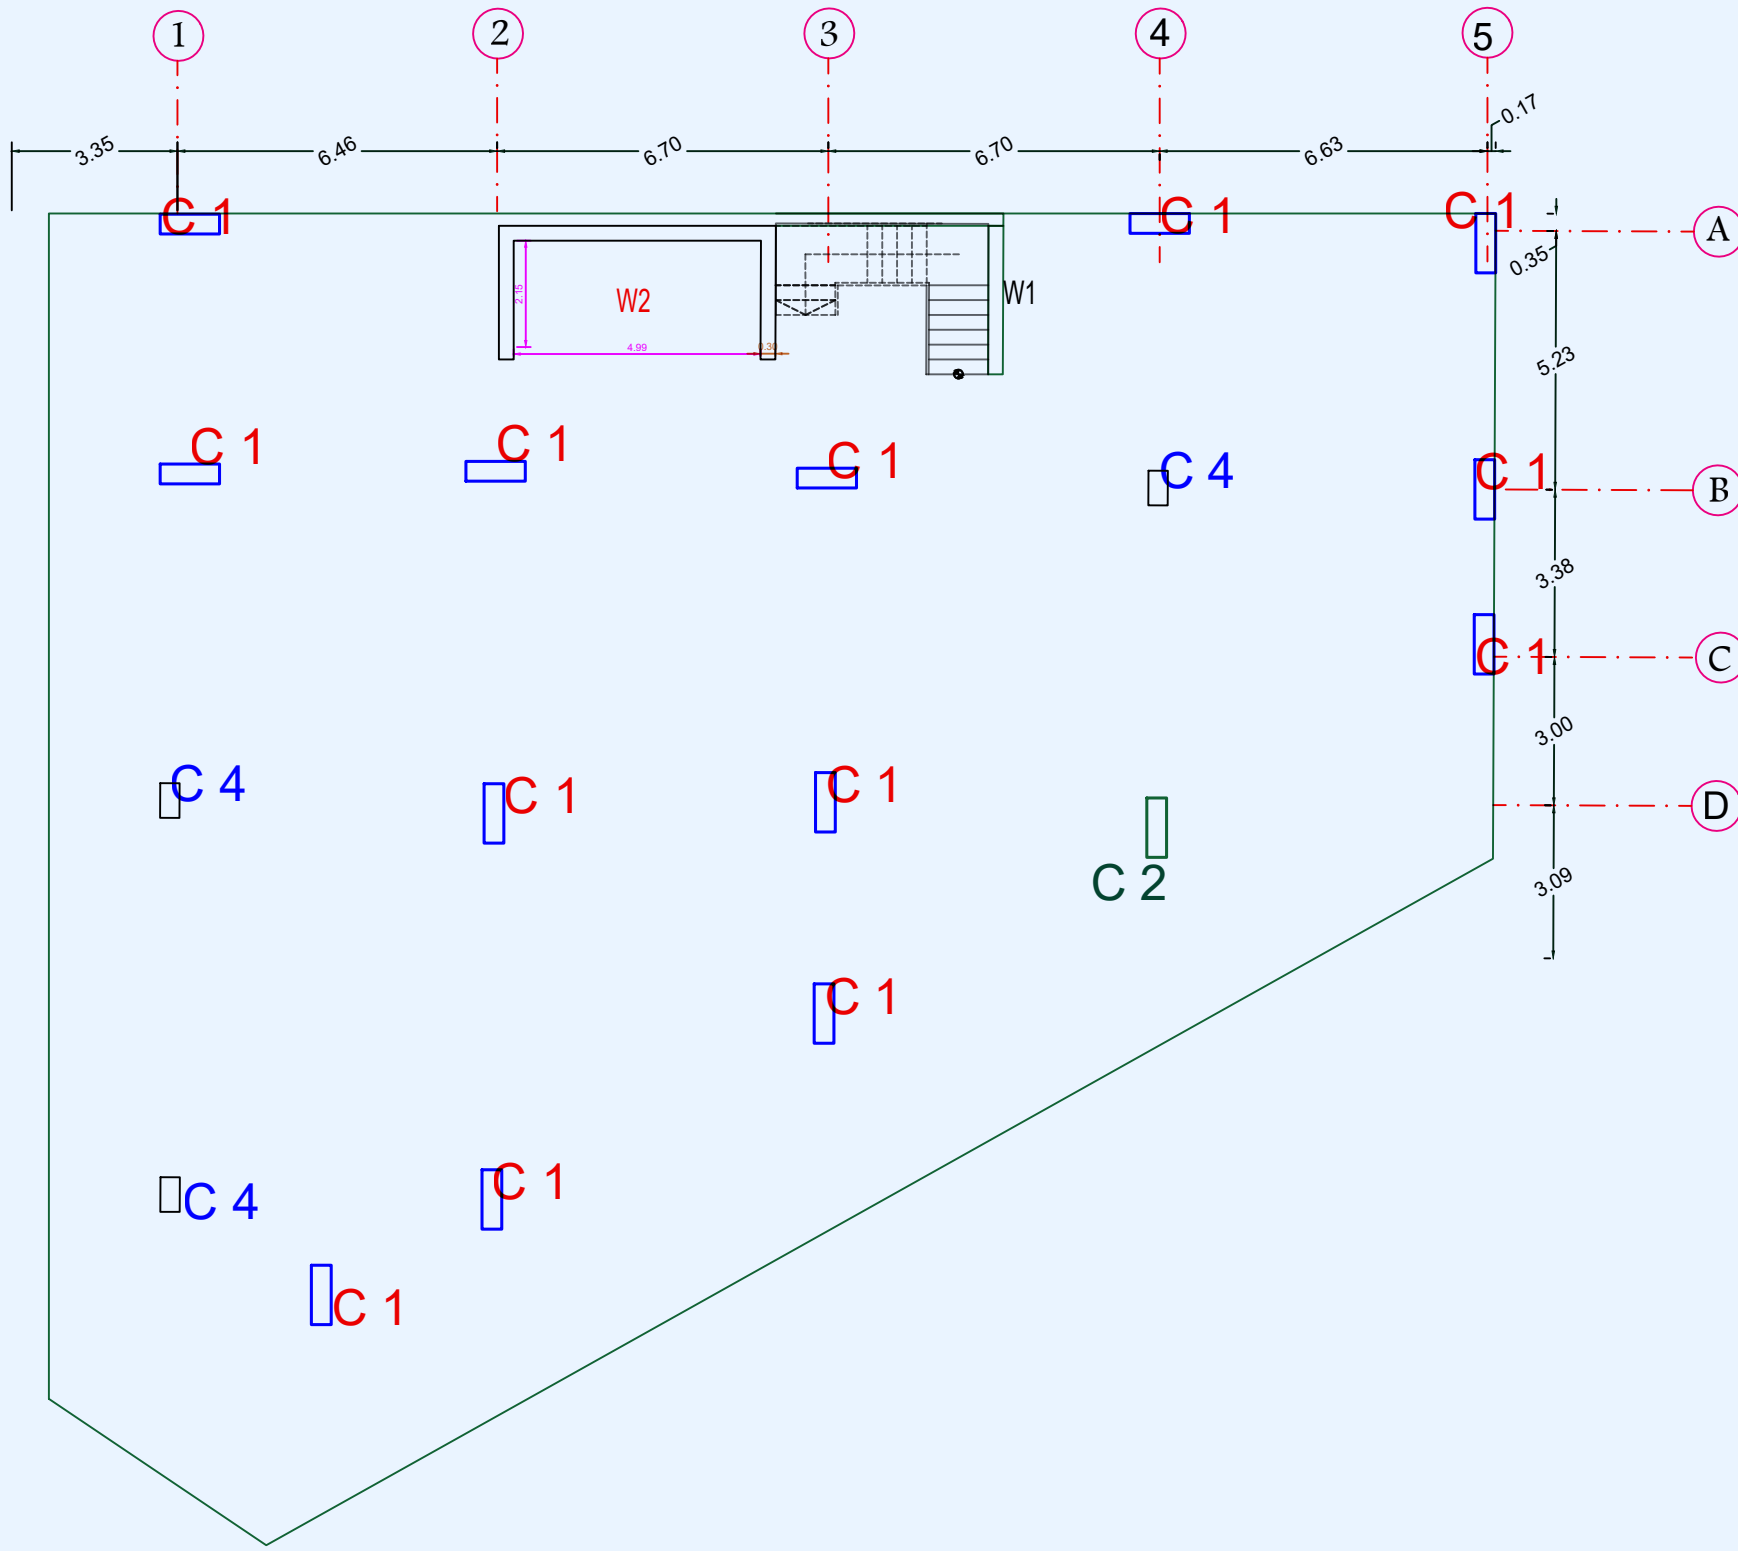 1 2 3 4 5
0.17
3.35 6.46 6.70 6.70 6.63
C 1 C 1 C 1
A
0.35
2.15 W2 W1
4.99 0.30
5.23
C 1 C 1 C 1 C 4 C 1
B
3.38
C 1
C
3.00
C 4 C 1 C 1
D
C 2
3.09
C 1
C 4 C 1
C 1